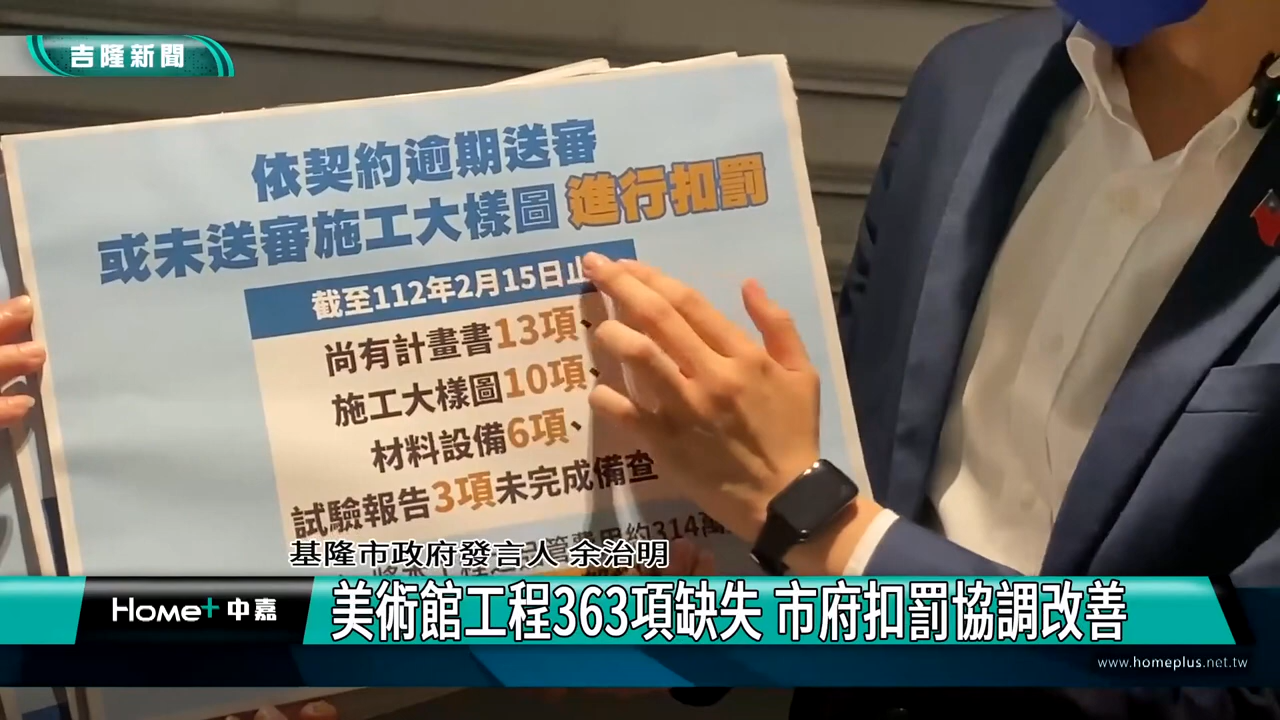 吉隆新聞
依契約逾期送審
或未送審施工大樣圖進行扣罰
截至112年2月15日止
尚有計畫書13項、
施工大樣圖10項、
材料設備6項、
試驗報告3項未完成備查
約314萬
基隆市政府發言人 余治明
Home+中嘉
美術館工程363項缺失 市府扣罰協調改善
www.homeplus.net.tw